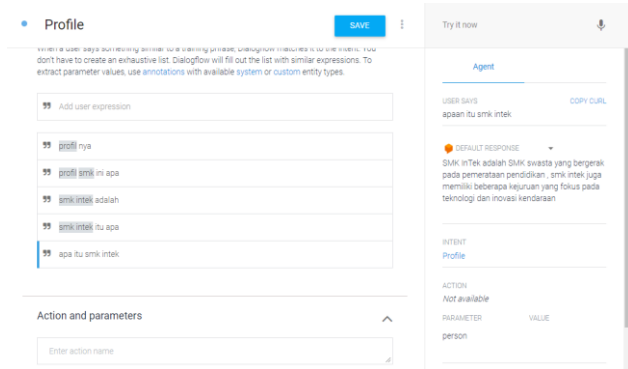 Profile
SAVE
When a user says something similar to a training phrase, Dialogflow matches it to the intent. You
don't have to create an exhaustive list. Dialogflow will fill out the list with similar expressions. To
extract parameter values, use annotations with available system or custom entity types.
Add user expression
profil nya
profil smk ini apa
smk intek adalah
smk intek itu apa
apa itu smk intek
Action and parameters
Enter action name
Try it now
Agent
USER SAYS
COPY CURL
apaan itu smk intek
DEFAULT RESPONSE
SMK InTek adalah SMK swasta yang bergerak
pada pemerataan pendidikan , smk intek juga
memiliki beberapa kejuruan yang fokus pada
teknologi dan inovasi kendaraan
INTENT
Profile
ACTION
Not available
PARAMETER
VALUE
person